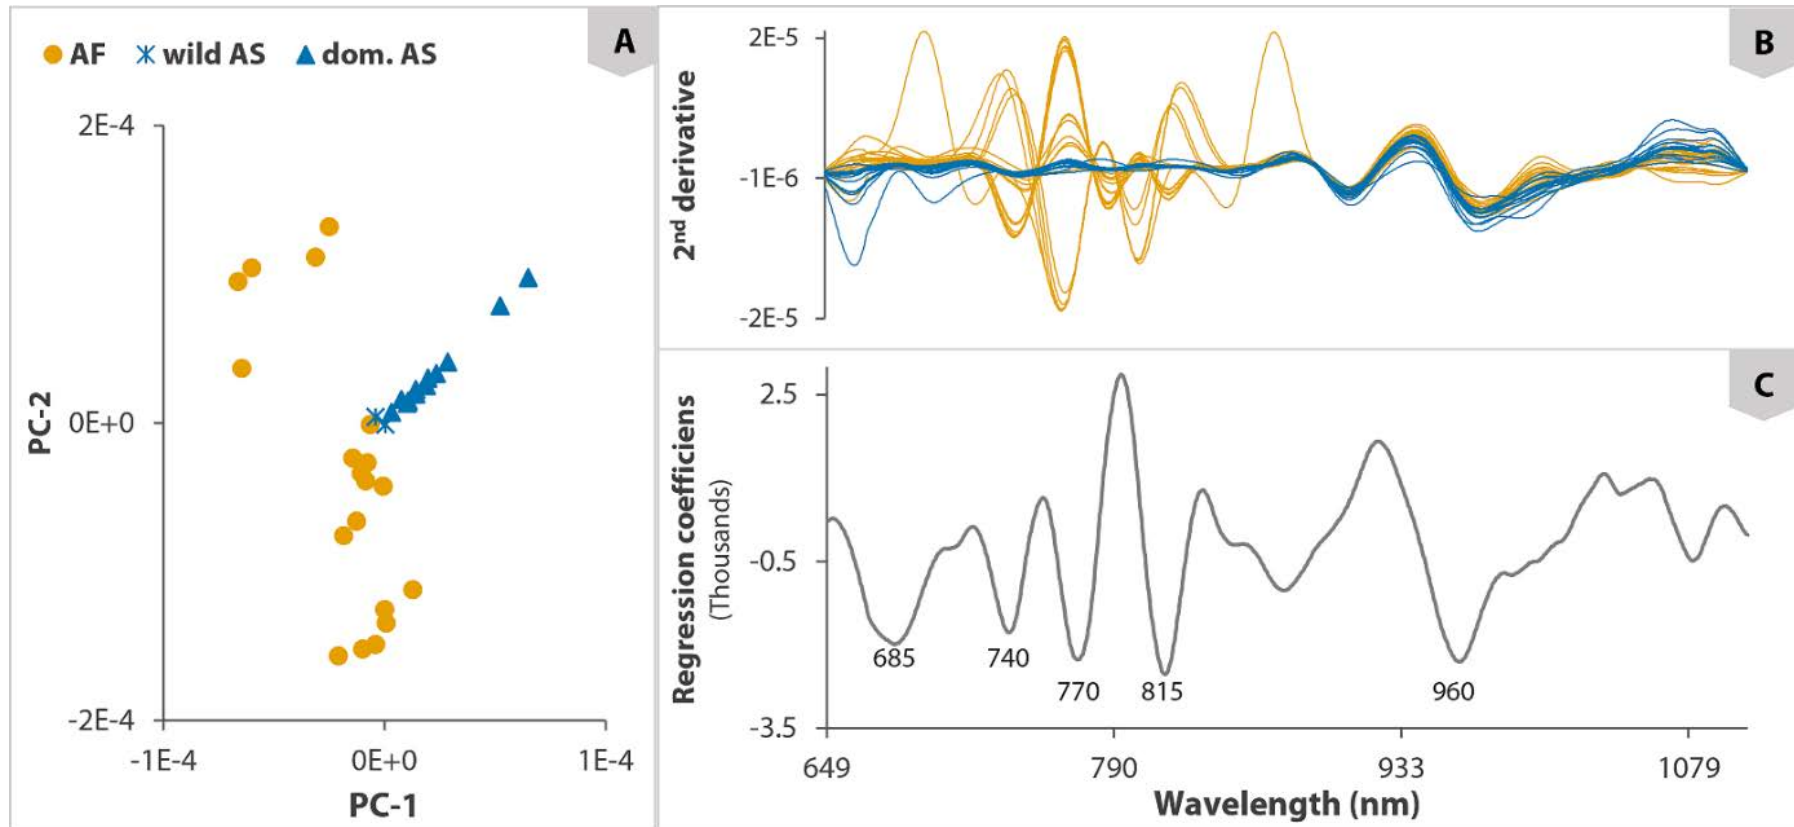 A
AF wild AS dom. AS
2E-4
0E+0
-2E-4
PC-2
-1E-4 0E+0 1E-4
PC-1
B
2E-5
-1E-6
-2E-5
2nd derivative
C
2.5
-0.5
-3.5
Regression coefficiens
(Thousands)
685 740 960
770 815
649 790 933 1079
Wavelength (nm)